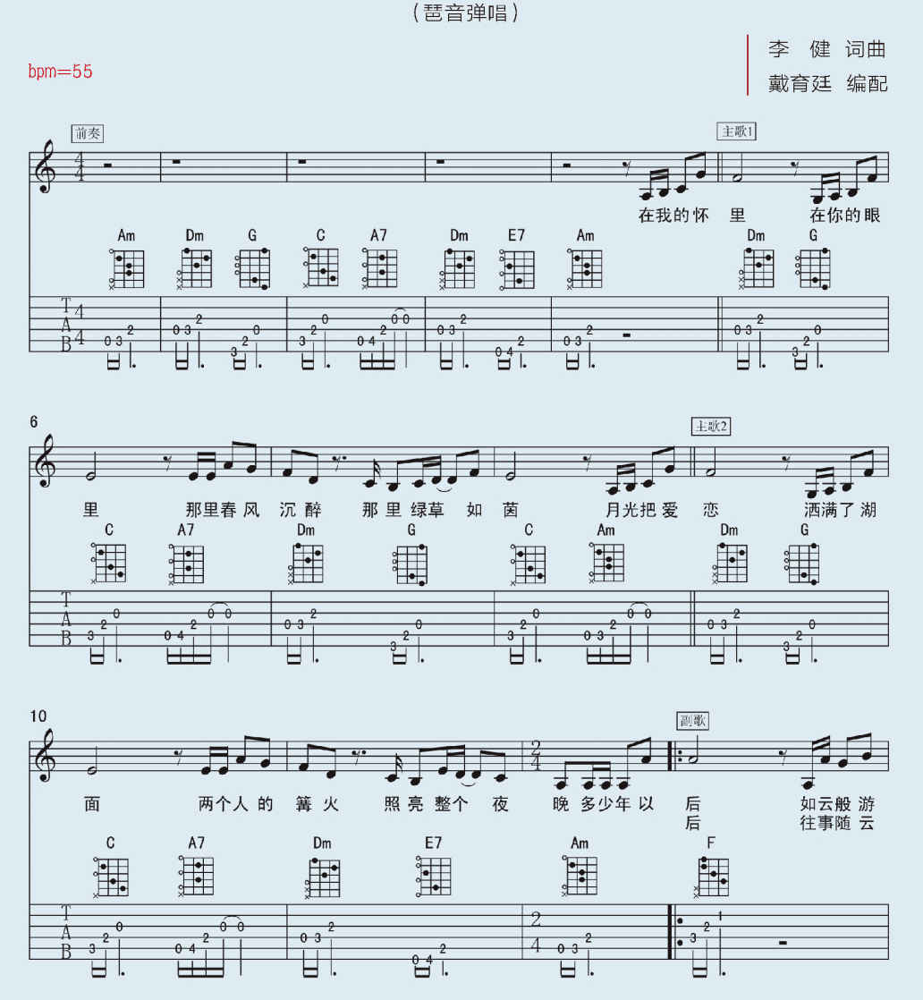 （琶音弹唱）
李 健 词曲
bpm=55
戴育廷 编配
前奏 主歌1
在我的怀 里 在你的眼
Am Dm G C A7 Dm E7 Am Dm G
6
主歌2
里 那里春风 沉 醉 那 里 绿草 如 茵 月光把爱 恋 洒满了湖
C A7 Dm G C Am Dm G
10
副歌
面 两个人的 篝 火 照 亮 整个 夜 晚 多少年以 后 如云般游
后 往事随云
C A7 Dm E7 Am F